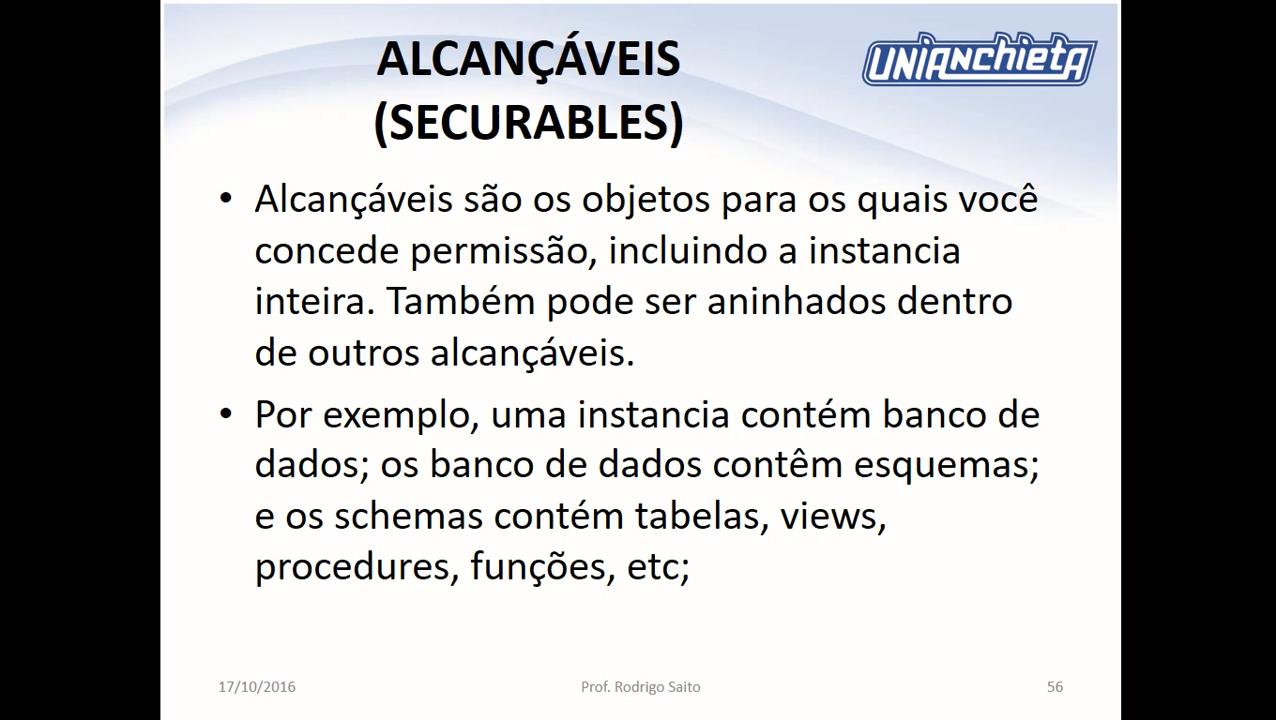 ALCANÇÁVEIS
(SECURABLES)
UNIANCHIETA
• Alcançáveis são os objetos para os quais você
concede permissão, incluindo a instancia
inteira. Também pode ser aninhados dentro
de outros alcançáveis.
• Por exemplo, uma instancia contém banco de
dados; os banco de dados contêm esquemas;
e os schemas contém tabelas, views,
procedures, funções, etc;
17/10/2016
Prof. Rodrigo Saito
56